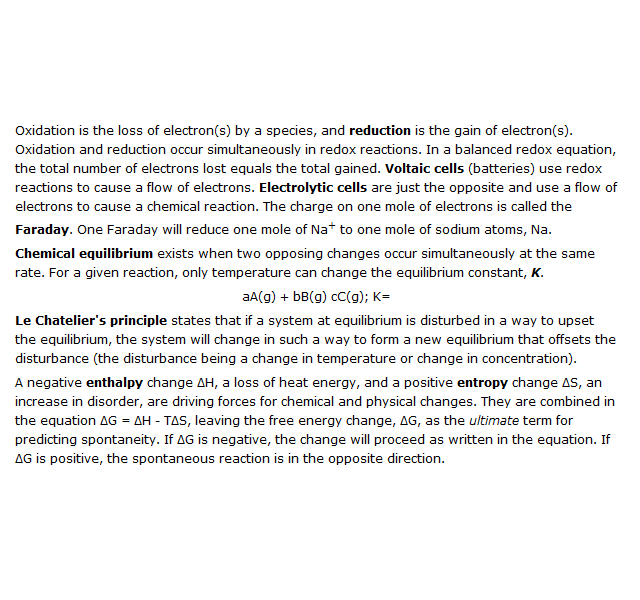 Oxidation is the loss of electron(s) by a species, and reduction is the gain of electron(s).
Oxidation and reduction occur simultaneously in redox reactions. In a balanced redox equation,
the total number of electrons lost equals the total gained. Voltaic cells (batteries) use redox
reactions to cause a flow of electrons. Electrolytic cells are just the opposite and use a flow of
electrons to cause a chemical reaction. The charge on one mole of electrons is called the
Faraday. One Faraday will reduce one mole of Na⁺ to one mole of sodium atoms, Na.
Chemical equilibrium exists when two opposing changes occur simultaneously at the same
rate. For a given reaction, only temperature can change the equilibrium constant, K.
aA(g) + bB(g) cC(g); K=
Le Chatelier's principle states that if a system at equilibrium is disturbed in a way to upset
the equilibrium, the system will change in such a way to form a new equilibrium that offsets the
disturbance (the disturbance being a change in temperature or change in concentration).
A negative enthalpy change ΔH, a loss of heat energy, and a positive entropy change ΔS, an
increase in disorder, are driving forces for chemical and physical changes. They are combined in
the equation ΔG = ΔH - TΔS, leaving the free energy change, ΔG, as the ultimate term for
predicting spontaneity. If ΔG is negative, the change will proceed as written in the equation. If
ΔG is positive, the spontaneous reaction is in the opposite direction.